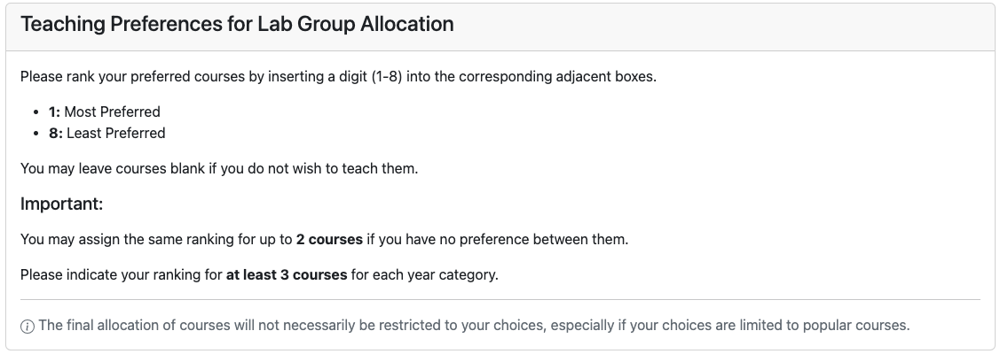 Teaching Preferences for Lab Group Allocation
Please rank your preferred courses by inserting a digit (1-8) into the corresponding adjacent boxes.
• 1: Most Preferred
• 8: Least Preferred
You may leave courses blank if you do not wish to teach them.
Important:
You may assign the same ranking for up to 2 courses if you have no preference between them.
Please indicate your ranking for at least 3 courses for each year category.
ⓘ The final allocation of courses will not necessarily be restricted to your choices, especially if your choices are limited to popular courses.